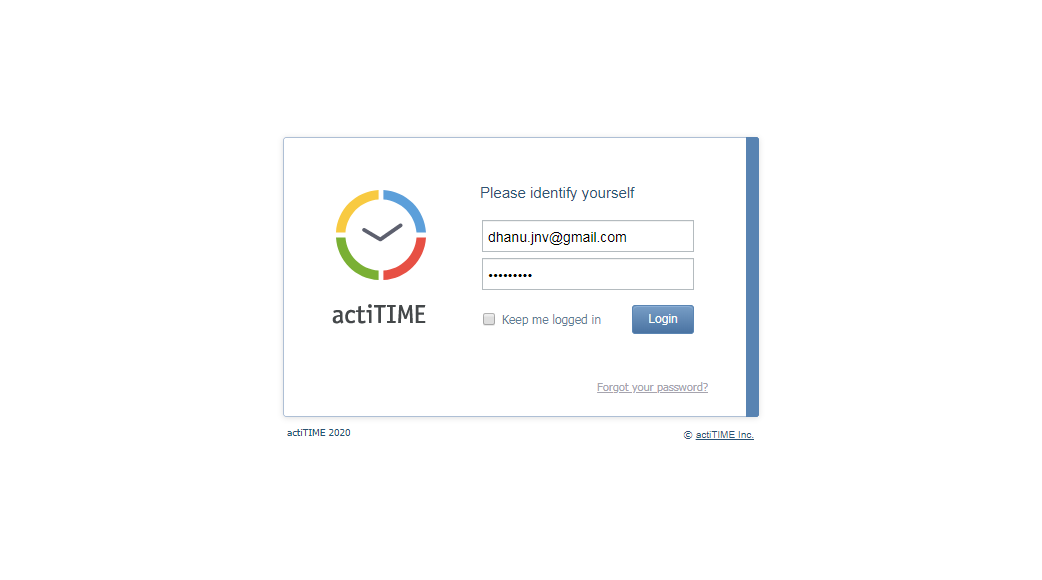 Please identify yourself
dhanu.jnv@gmail.com
•••••••••
actiTIME
Keep me logged in
Login
Forgot your password?
actiTIME 2020
© actiTIME Inc.